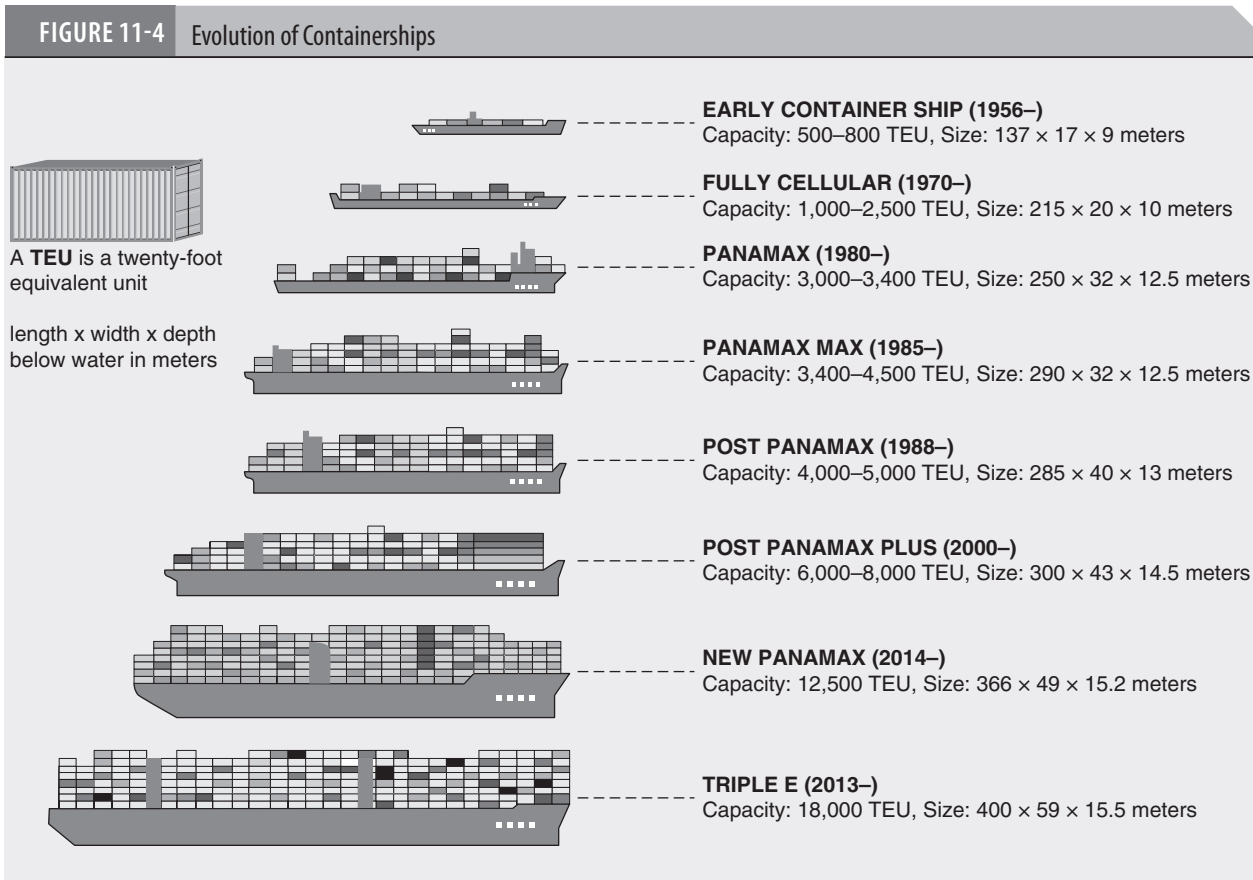 FIGURE 11-4 Evolution of Containerships
EARLY CONTAINER SHIP (1956–)
Capacity: 500–800 TEU, Size: 137 × 17 × 9 meters
FULLY CELLULAR (1970–)
Capacity: 1,000–2,500 TEU, Size: 215 × 20 × 10 meters
A TEU is a twenty-foot
equivalent unit
length x width x depth
below water in meters
PANAMAX (1980–)
Capacity: 3,000–3,400 TEU, Size: 250 × 32 × 12.5 meters
PANAMAX MAX (1985–)
Capacity: 3,400–4,500 TEU, Size: 290 × 32 × 12.5 meters
POST PANAMAX (1988–)
Capacity: 4,000–5,000 TEU, Size: 285 × 40 × 13 meters
POST PANAMAX PLUS (2000–)
Capacity: 6,000–8,000 TEU, Size: 300 × 43 × 14.5 meters
NEW PANAMAX (2014–)
Capacity: 12,500 TEU, Size: 366 × 49 × 15.2 meters
TRIPLE E (2013–)
Capacity: 18,000 TEU, Size: 400 × 59 × 15.5 meters